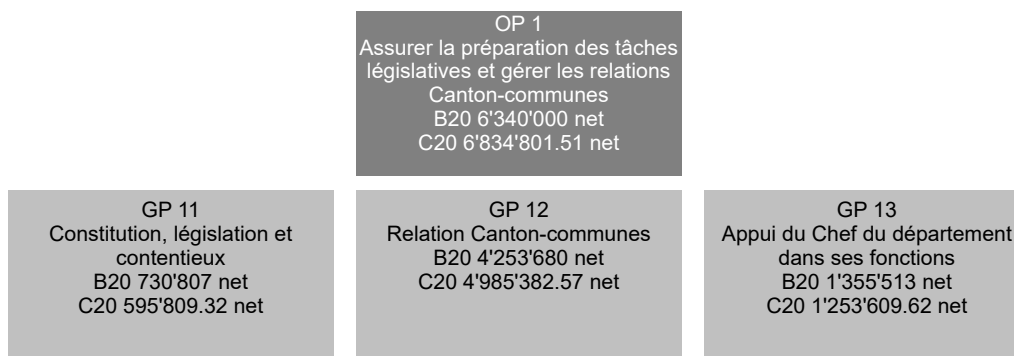 OP 1
Assurer la préparation des tâches
législatives et gérer les relations
Canton-communes
B20 6'340'000 net
C20 6'834'801.51 net
GP 11
Constitution, législation et
contentieux
B20 730'807 net
C20 595'809.32 net
GP 12
Relation Canton-communes
B20 4'253'680 net
C20 4'985'382.57 net
GP 13
Appui du Chef du département
dans ses fonctions
B20 1'355'513 net
C20 1'253'609.62 net